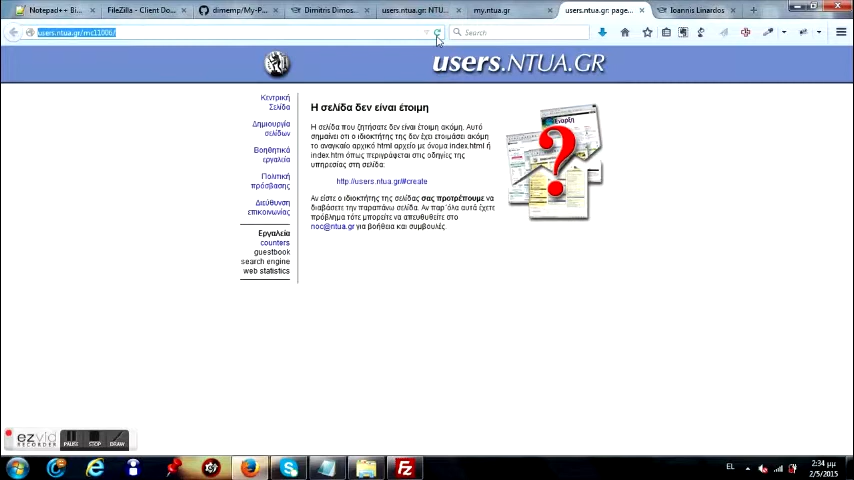 Notepad++ Bi...
FileZilla - Client Do...
dimemp/My-P...
Dimitris Dimos...
users.ntua.gr: NTU...
my.ntua.gr
users.ntua.gr: page...
Ioannis Linardos
users.ntua.gr/mc11006/
Search
users.NTUA.GR
Κεντρική
Σελίδα
Δημιουργία
σελίδων
Βοηθητικά
εργαλεία
Πολιτική
πρόσβασης
Διεύθυνση
επικοινωνίας
Εργαλεία
counters
guestbook
search engine
web statistics
Η σελίδα δεν είναι έτοιμη
Η σελίδα που ζητήσατε δεν είναι έτοιμη ακόμη. Αυτό
σημαίνει οτι ο ιδιοκτήτης της δεν έχει ετοιμάσει ακόμη
το αναγκαίο αρχικό html αρχείο με όνομα index.html ή
index.htm όπως περιγράφεται στις οδηγίες της
υπηρεσίας στη σελίδα:
http://users.ntua.gr/#create
Αν είστε ο ιδιοκτήτης της σελίδας σας προτρέπουμε να
διαβάσετε την παραπάνω σελίδα. Αν παρ'όλα αυτά έχετε
πρόβλημα τότε μπορείτε να απευθυθείτε στο
noc@ntua.gr για βοήθεια και συμβουλές
Έναρξη
?
ezvid
RECORDER
PAUSE
STOP
DRAW
EL
2:34 μμ
2/5/2015